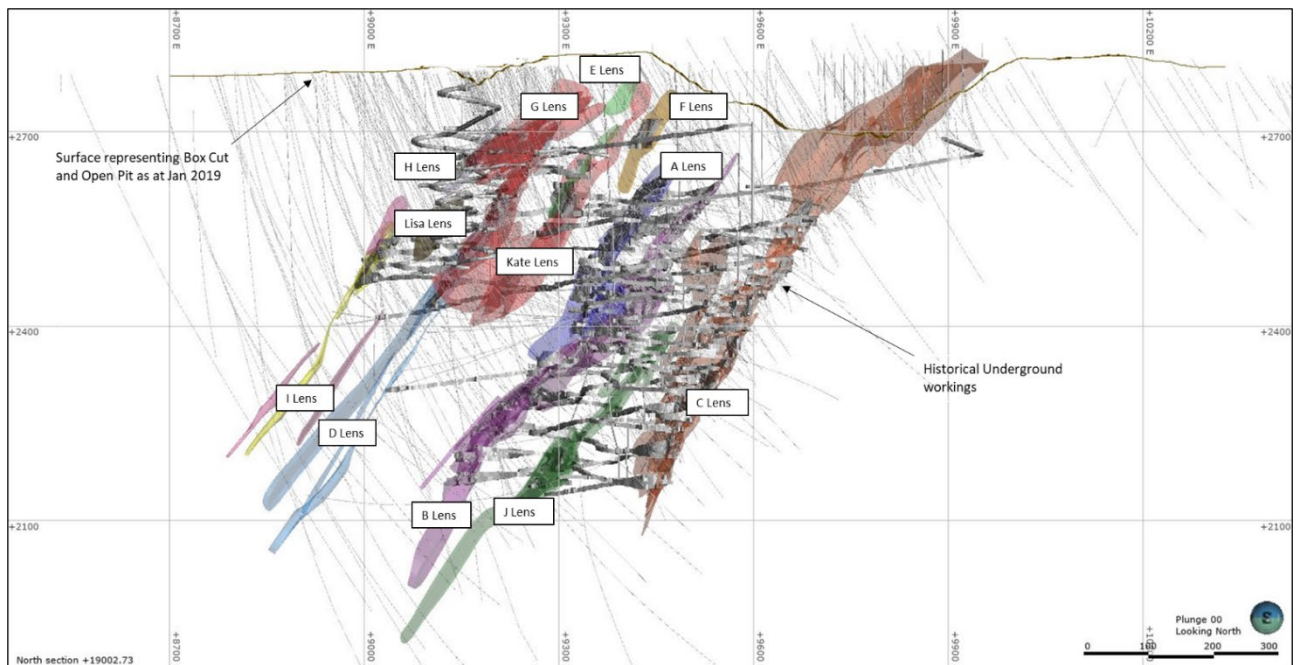 +8700 E
+9000 E
+9300 E
+9600 E
+9900 E
+10200 E
E Lens
G Lens
F Lens
+2700
+2700
Surface representing Box Cut
and Open Pit as at Jan 2019
H Lens
A Lens
Lisa Lens
Kate Lens
+2400
+2400
Historical Underground
workings
I Lens
C Lens
D Lens
B Lens
J Lens
+2100
+2100
Plunge 00
Looking North
0
100
200
300
+8700 E
+9000 E
+9300 E
+9600 E
+9900 E
North section +19002.73